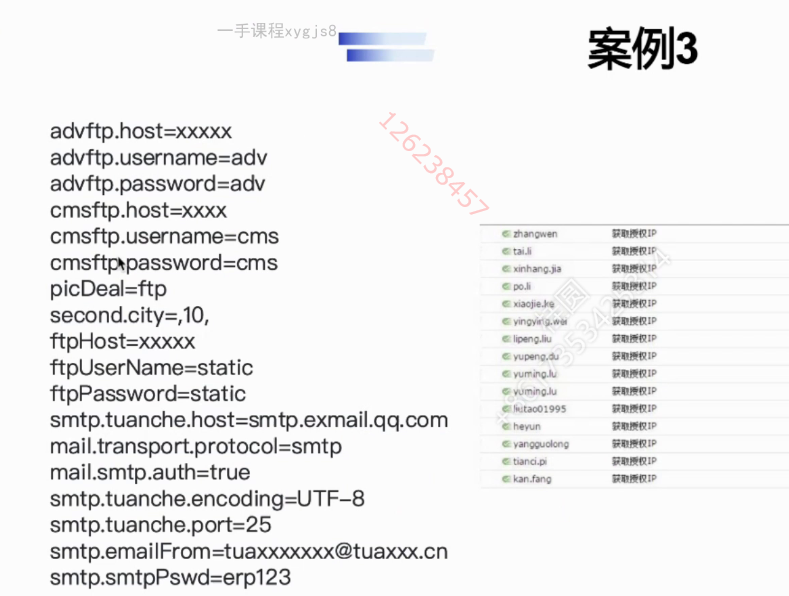 一手课程xygjs8
案例3
126238457
advftp.host=xxxxx
advftp.username=adv
advftp.password=adv
cmsftp.host=xxxx
cmsftp.username=cms
cmsftp.password=cms
picDeal=ftp
second.city=,10,
ftpHost=xxxxx
ftpUserName=static
ftpPassword=static
smtp.tuanche.host=smtp.exmail.qq.com
mail.transport.protocol=smtp
mail.smtp.auth=true
smtp.tuanche.encoding=UTF-8
smtp.tuanche.port=25
smtp.emailFrom=tuaxxxxxxx@tuaxxx.cn
smtp.smtpPswd=erp123
zhangwen 获取授权IP
tai.li 获取授权IP
xinhang.jia 获取授权IP
po.li 获取授权IP
获取授权IP
yingying.wei 获取授权IP
lipeng.liu 获取授权IP
yupeng.du 获取授权IP
yuming.lu 获取授权IP
yuming.lu 获取授权IP
liutao01995 获取授权IP
heyun 获取授权IP
yangguolong 获取授权IP
tianci.pi 获取授权IP
kan.fang 获取授权IP